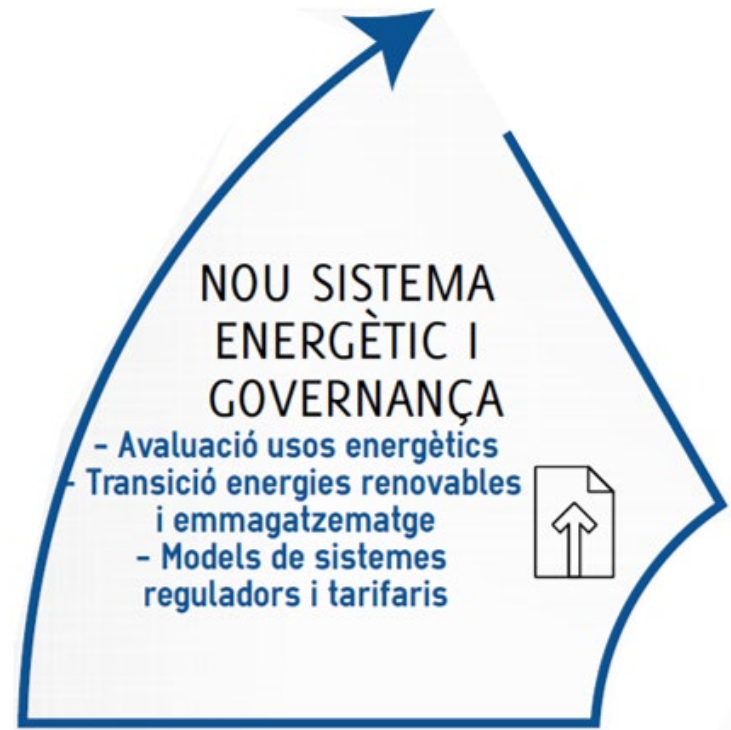 NOU SISTEMA
ENERGÈTIC I
GOVERNANÇA
- Avaluació usos energètics
- Transició energies renovables
i emmagatzematge
- Models de sistemes
reguladors i tarifaris